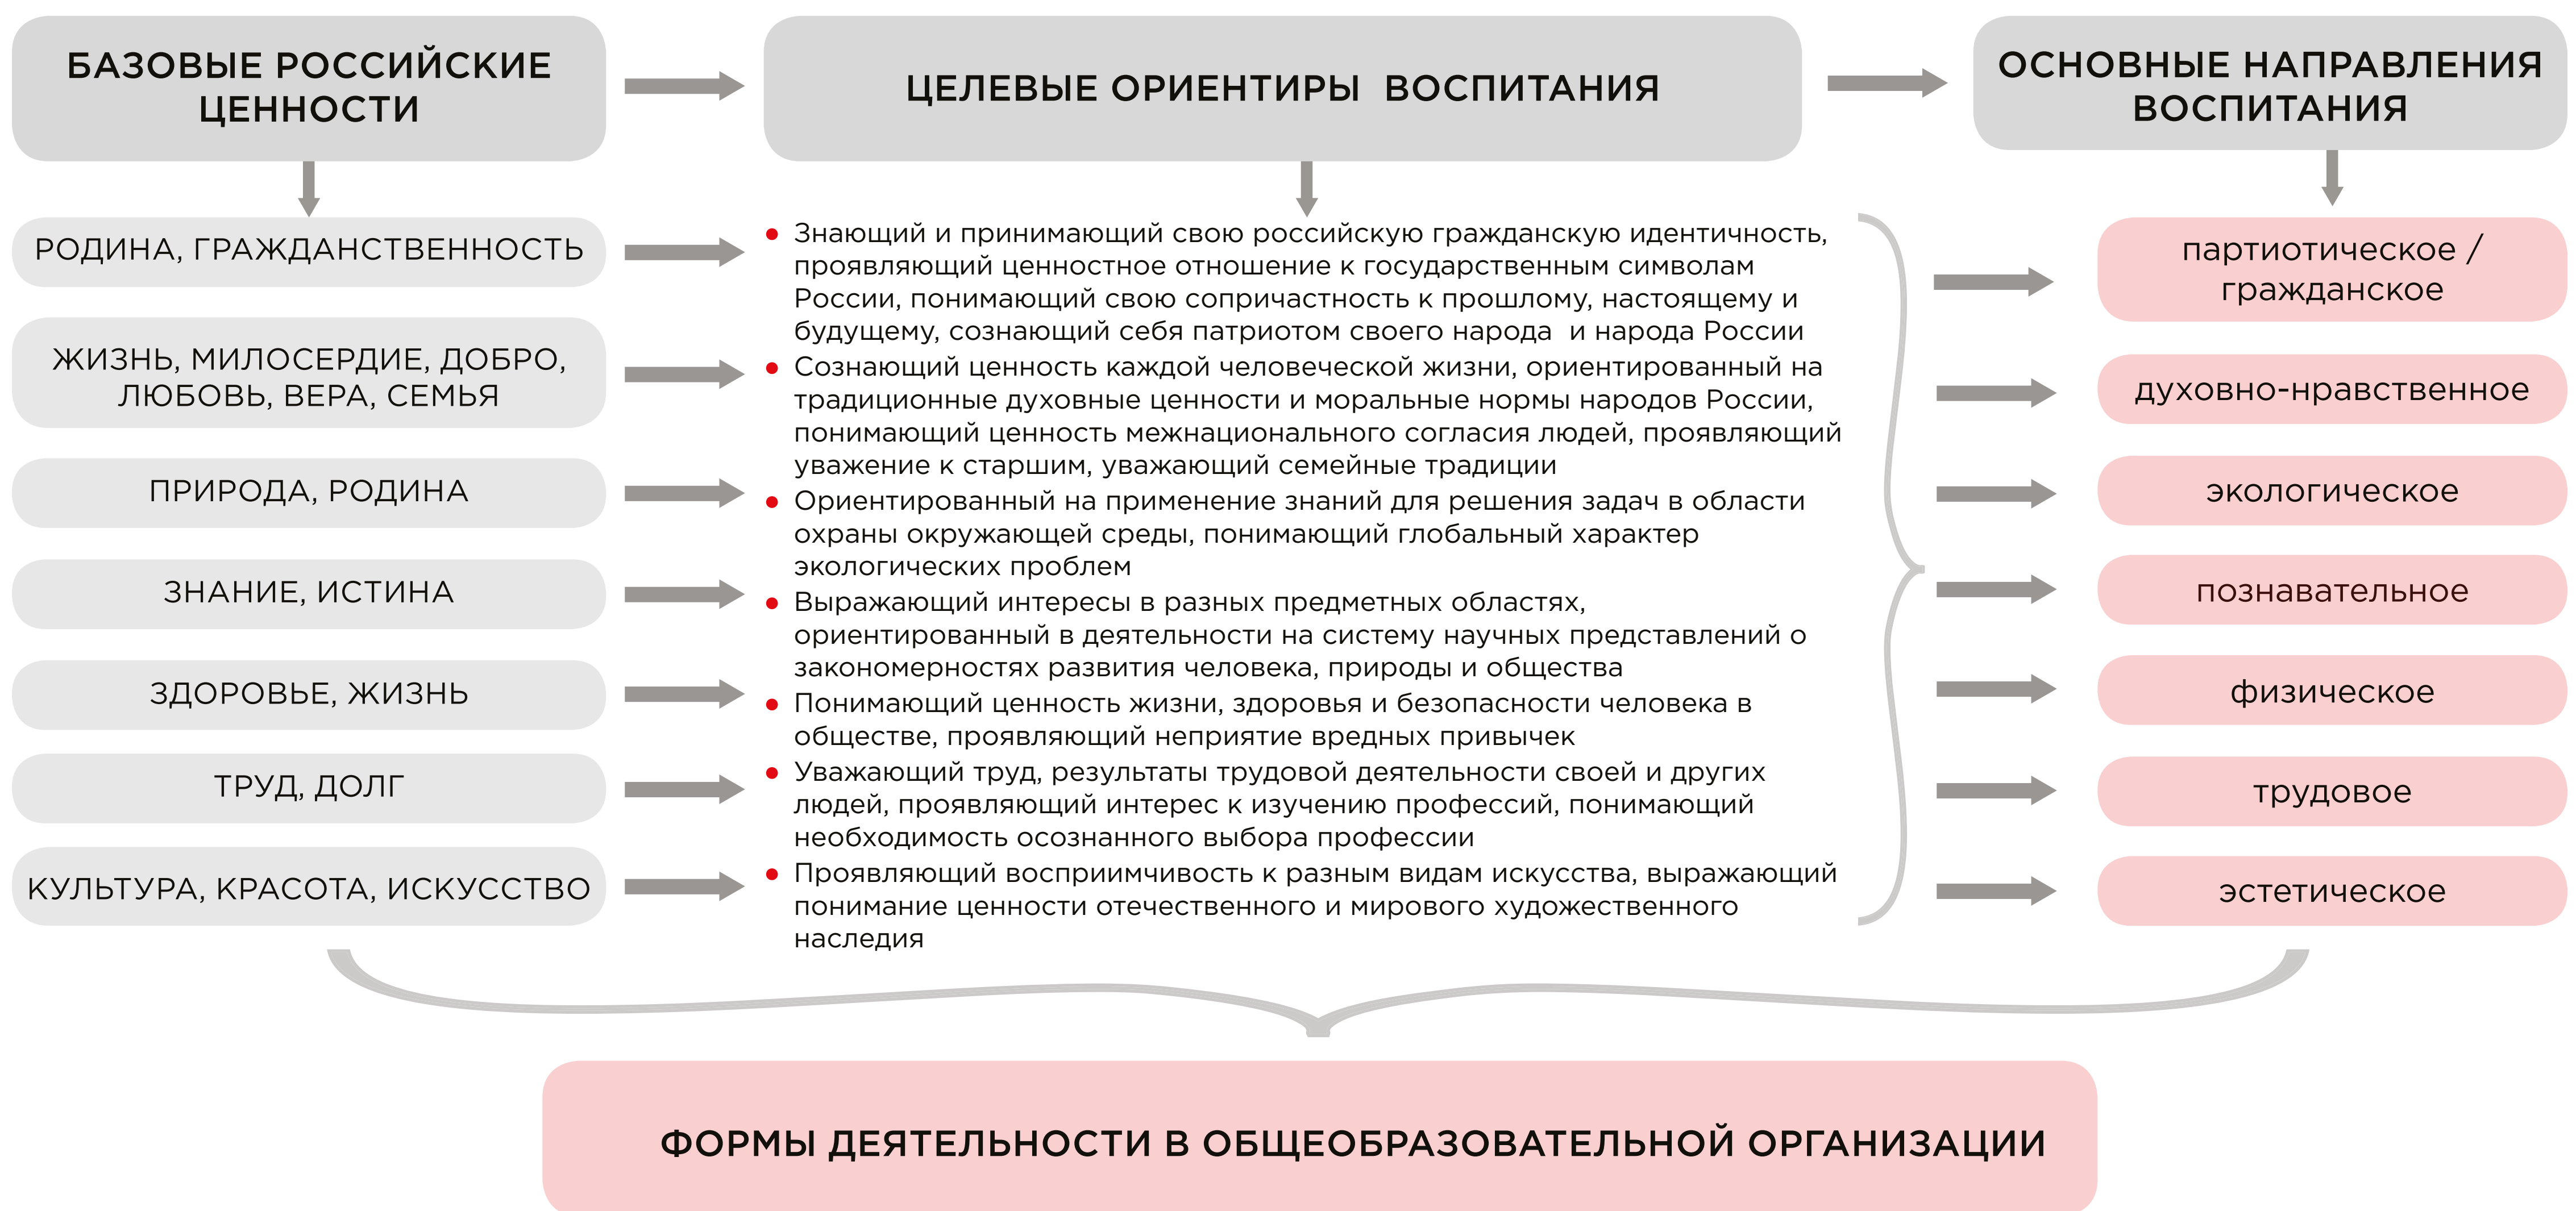 БАЗОВЫЕ РОССИЙСКИЕ
ЦЕННОСТИ
ЦЕЛЕВЫЕ ОРИЕНТИРЫ ВОСПИТАНИЯ
ОСНОВНЫЕ НАПРАВЛЕНИЯ
ВОСПИТАНИЯ
РОДИНА, ГРАЖДАНСТВЕННОСТЬ
ЖИЗНЬ, МИЛОСЕРДИЕ, ДОБРО,
ЛЮБОВЬ, ВЕРА, СЕМЬЯ
ПРИРОДА, РОДИНА
ЗНАНИЕ, ИСТИНА
ЗДОРОВЬЕ, ЖИЗНЬ
ТРУД, ДОЛГ
КУЛЬТУРА, КРАСОТА, ИСКУССТВО
• Знающий и принимающий свою российскую гражданскую идентичность,
проявляющий ценностное отношение к государственным символам
России, понимающий свою сопричастность к прошлому, настоящему и
будущему, сознающий себя патриотом своего народа и народа России
• Сознающий ценность каждой человеческой жизни, ориентированный на
традиционные духовные ценности и моральные нормы народов России,
понимающий ценность межнационального согласия людей, проявляющий
уважение к старшим, уважающий семейные традиции
• Ориентированный на применение знаний для решения задач в области
охраны окружающей среды, понимающий глобальный характер
экологических проблем
• Выражающий интересы в разных предметных областях,
ориентированный в деятельности на систему научных представлений о
закономерностях развития человека, природы и общества
• Понимающий ценность жизни, здоровья и безопасности человека в
обществе, проявляющий неприятие вредных привычек
• Уважающий труд, результаты трудовой деятельности своей и других
людей, проявляющий интерес к изучению профессий, понимающий
необходимость осознанного выбора профессии
• Проявляющий восприимчивость к разным видам искусства, выражающий
понимание ценности отечественного и мирового художественного
наследия
партиотическое /
гражданское
духовно-нравственное
экологическое
познавательное
физическое
трудовое
эстетическое
ФОРМЫ ДЕЯТЕЛЬНОСТИ В ОБЩЕОБРАЗОВАТЕЛЬНОЙ ОРГАНИЗАЦИИ